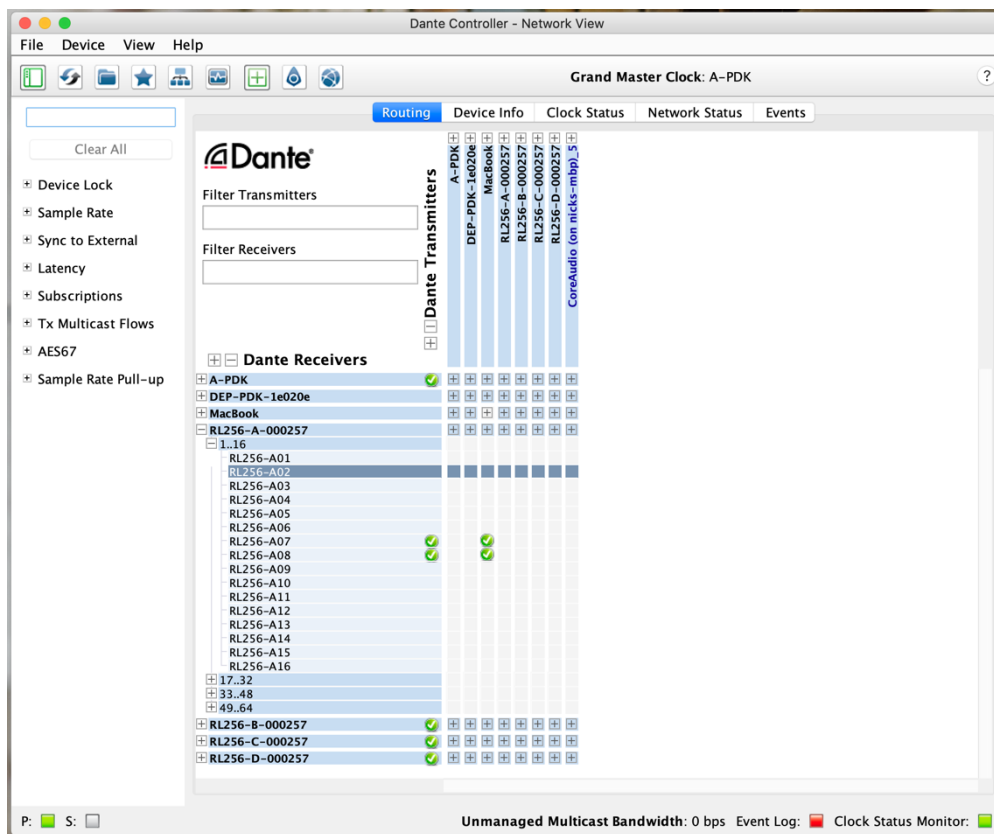 Dante Controller - Network View
File Device View Help
Grand Master Clock: A-PDK
?
Routing Device Info Clock Status Network Status Events
Clear All
Device Lock
Sample Rate
Sync to External
Latency
Subscriptions
Tx Multicast Flows
AES67
Sample Rate Pull-up
Dante
Filter Transmitters
Filter Receivers
Dante Transmitters
A-PDK
DEP-PDK-1e020e
MacBook
RL256-A-000257
RL256-B-000257
RL256-C-000257
RL256-D-000257
CoreAudio (on nicks-mbp)_5
Dante Receivers
A-PDK
DEP-PDK-1e020e
MacBook
RL256-A-000257
1..16
RL256-A01
RL256-A02
RL256-A03
RL256-A04
RL256-A05
RL256-A06
RL256-A07
RL256-A08
RL256-A09
RL256-A10
RL256-A11
RL256-A12
RL256-A13
RL256-A14
RL256-A15
RL256-A16
17..32
33..48
49..64
RL256-B-000257
RL256-C-000257
RL256-D-000257
P: S: Unmanaged Multicast Bandwidth: 0 bps Event Log: Clock Status Monitor: